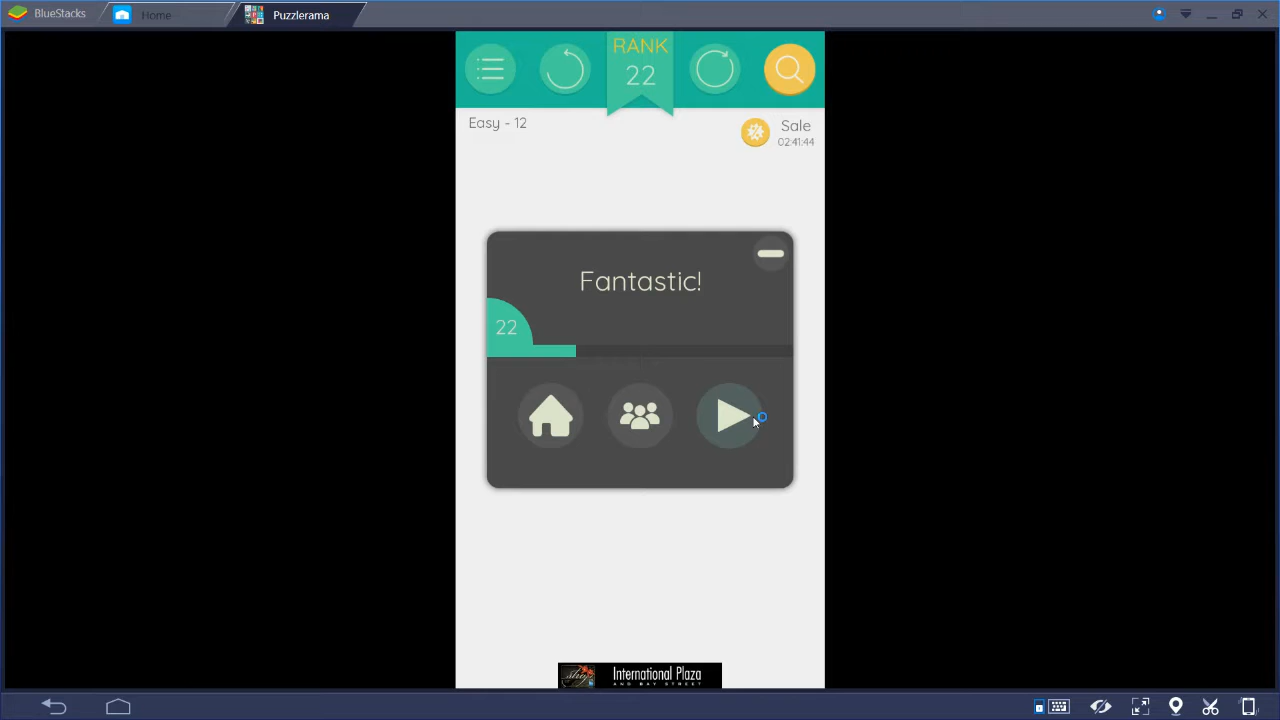 BlueStacks
Home
Puzzlerama
RANK
22
Easy - 12
Sale
02:41:44
Fantastic!
22
International Plaza
AND BAY STREET